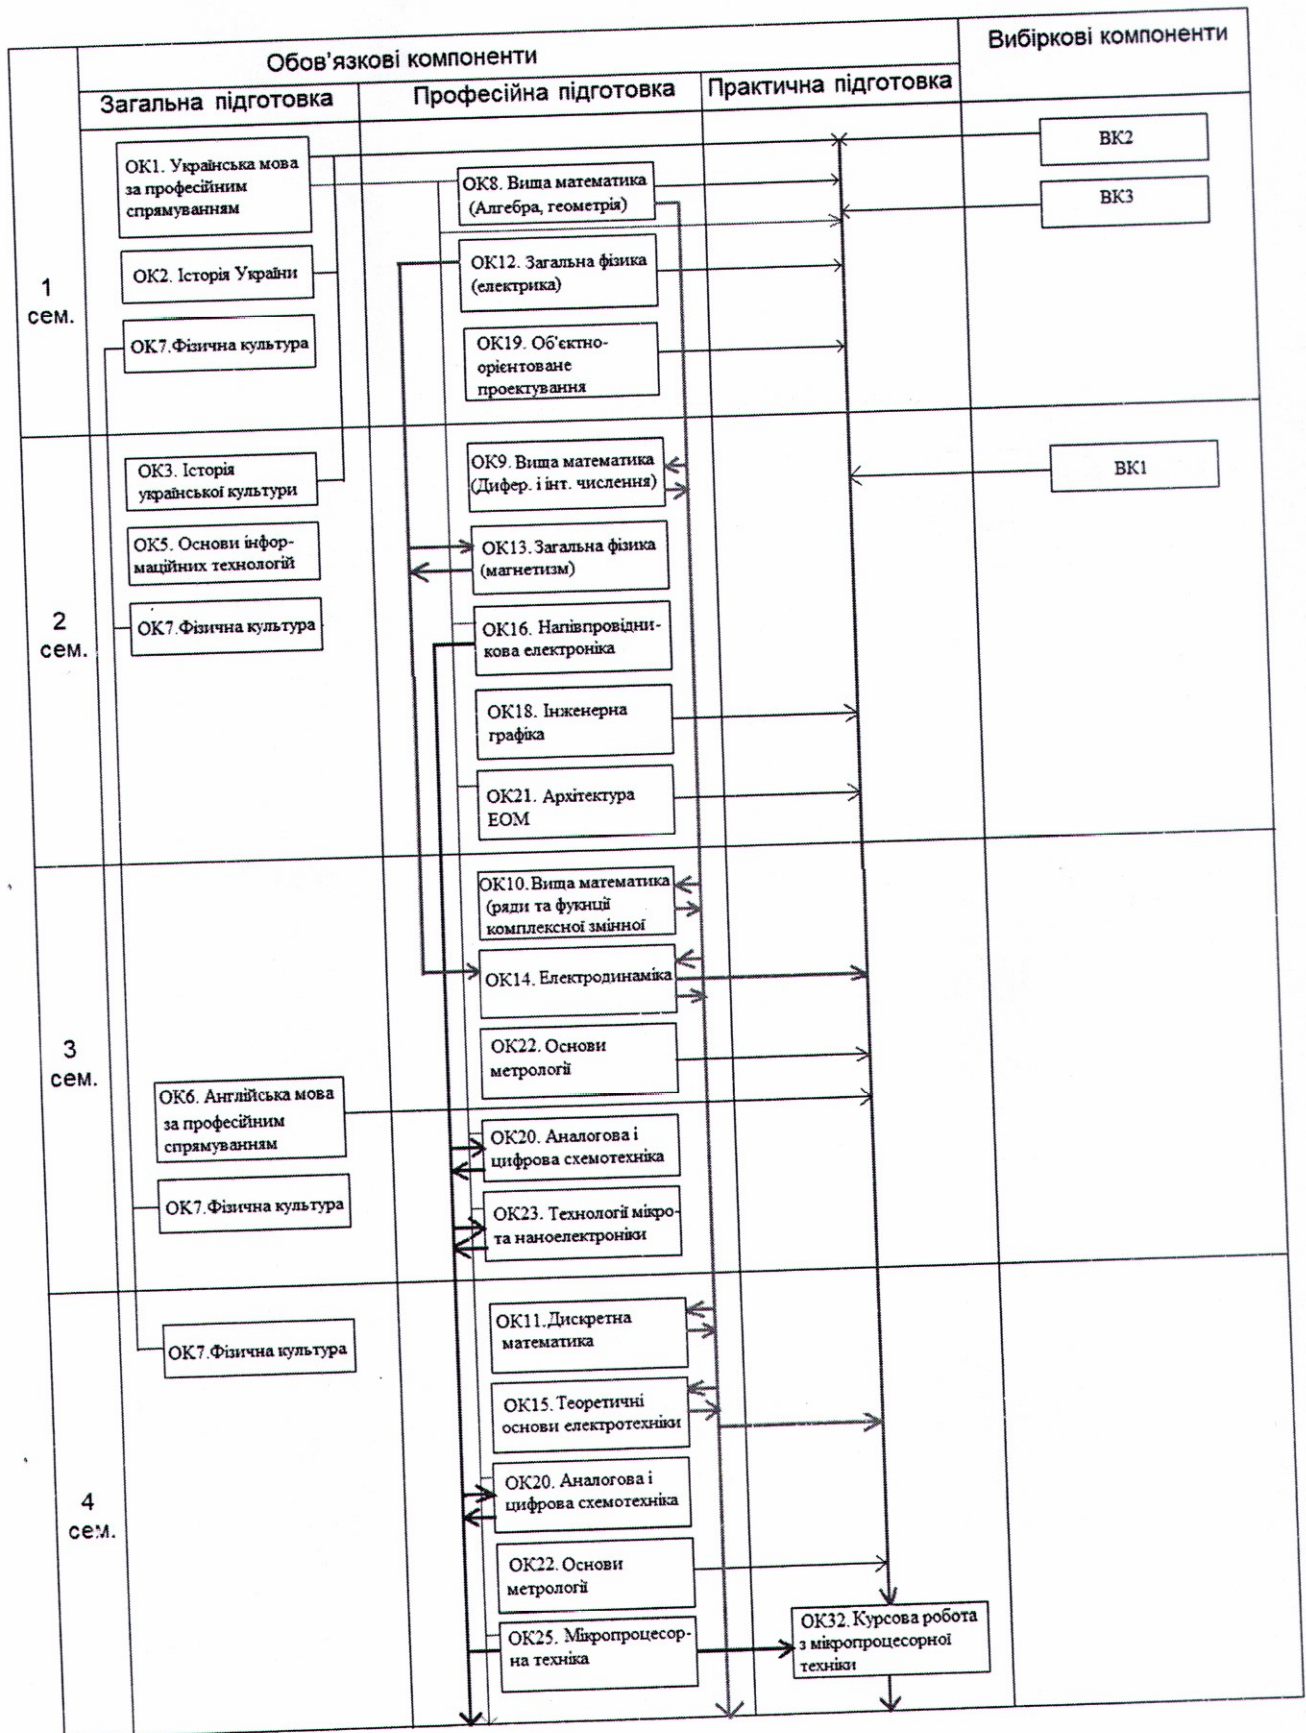 Обов'язкові компоненти
Вибіркові компоненти
Загальна підготовка
Професійна підготовка
Практична підготовка
1
сем.
ОК1. Українська мова
за професійним
спрямуванням
ОК2. Історія України
ОК7.Фізична культура
ОК8. Вища математика
(Алгебра, геометрія)
ОК12. Загальна фізика
(електрика)
ОК19. Об'єктно-
орієнтоване
проектування
ВК2
ВК3
2
сем.
ОК3. Історія
української культури
ОК5. Основи інфор-
маційних технологій
ОК7.Фізична культура
ОК9. Вища математика
(Дифер. і інт. числення)
ОК13.Загальна фізика
(магнетизм)
ОК16. Напівпровідни-
кова електроніка
ОК18. Інженерна
графіка
ОК21. Архітектура
ЕОМ
ВК1
3
сем.
ОК6. Англійська мова
за професійним
спрямуванням
ОК7.Фізична культура
ОК10.Вища математика
(ряди та фукнції
комплексної змінної
ОК14. Електродинаміка
ОК22. Основи
метрології
ОК20. Аналогова і
цифрова схемотехніка
ОК23. Технології мікро-
та наноелектроніки
4
сем.
ОК7.Фізична культура
ОК11.Дискретна
математика
ОК15. Теоретичні
основи електротехніки
ОК20. Аналогова і
цифрова схемотехніка
ОК22. Основи
метрології
ОК25. Мікропроцесор-
на техніка
ОК32. Курсова робота
з мікропроцесорної
техніки